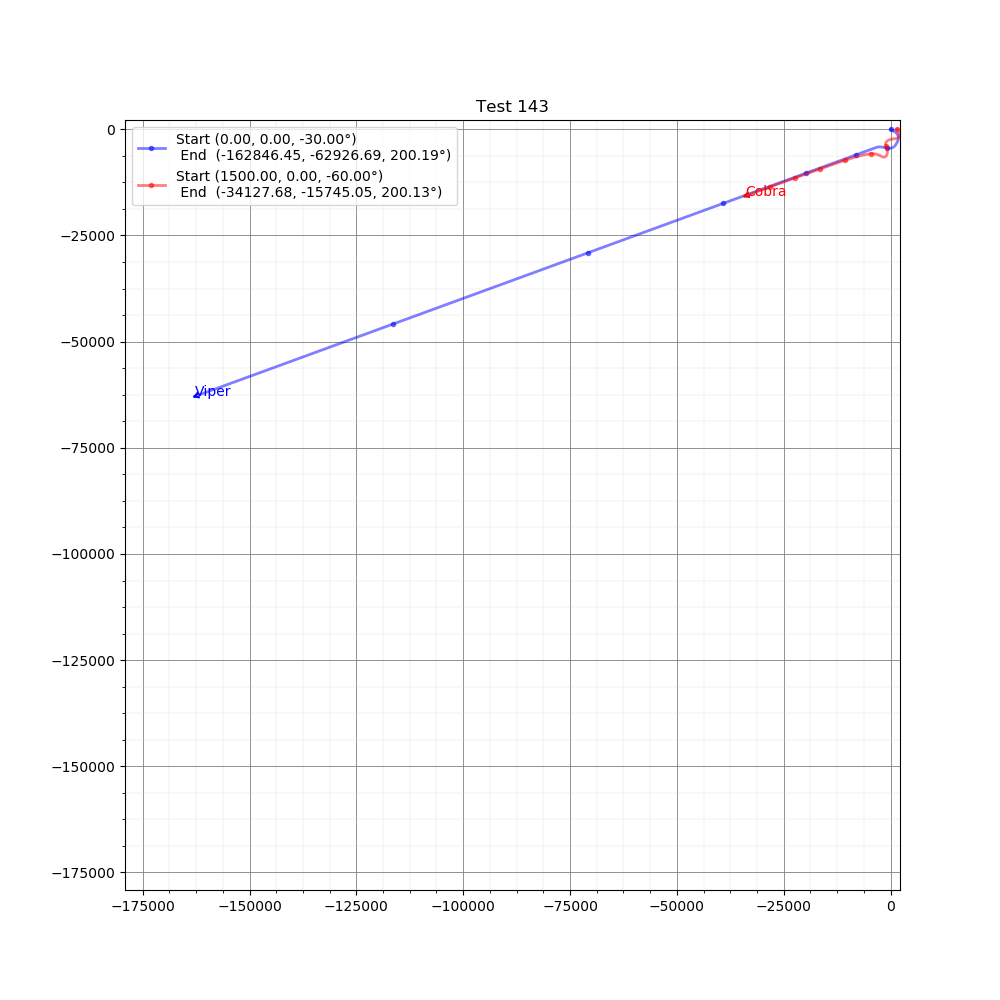 Test 143
Start (0.00, 0.00, -30.00°)
End (-162846.45, -62926.69, 200.19°)
Start (1500.00, 0.00, -60.00°)
End (-34127.68, -15745.05, 200.13°)
0
−25000
−50000
−75000
−100000
−125000
−150000
−175000
Cobra
Viper
−175000 −150000 −125000 −100000 −75000 −50000 −25000 0